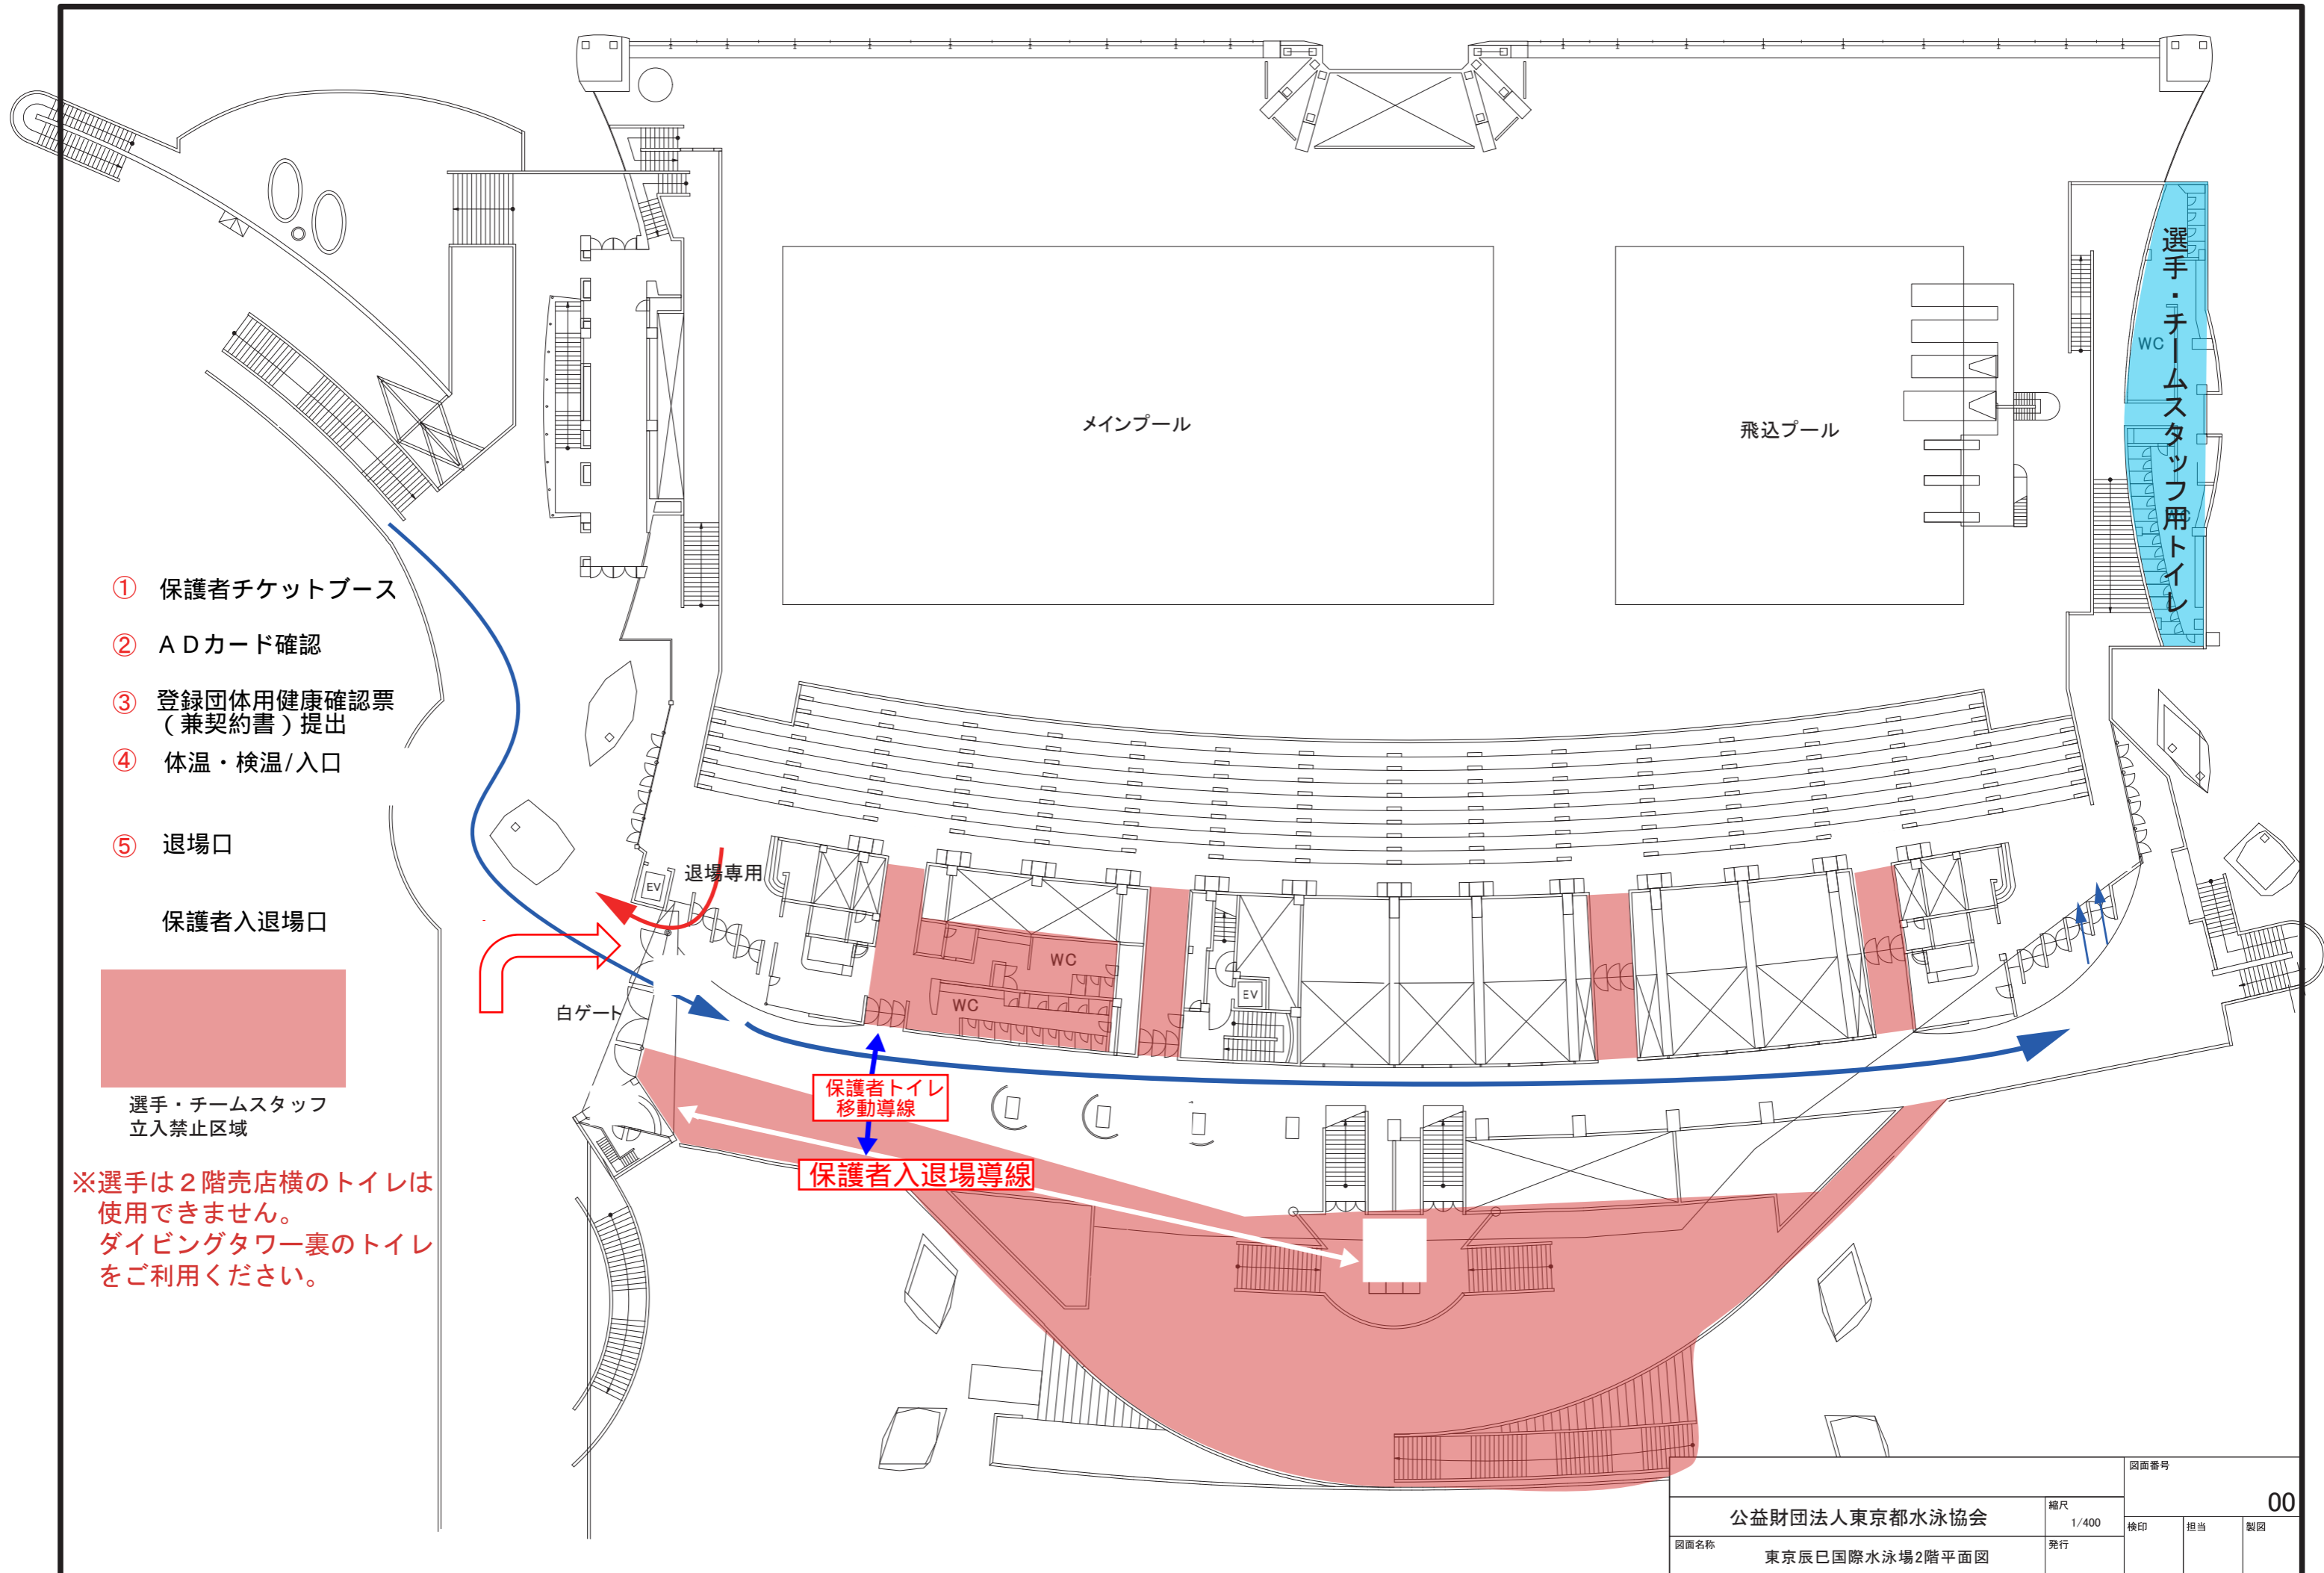 メインプール
飛込プール
選手・チームスタッフ用トイレ
WC
WC
① 保護者チケットブース
② ＡＤカード確認
③ 登録団体用健康確認票
（兼契約書）提出
④ 体温・検温/入口
⑤ 退場口
保護者入退場口
選手・チームスタッフ
立入禁止区域
※選手は２階売店横のトイレは
使用できません。
ダイビングタワー裏のトイレ
をご利用ください。
EV
退場専用
白ゲート
WC
WC
EV
保護者トイレ
移動導線
保護者入退場導線
図面番号
00
公益財団法人東京都水泳協会
縮尺
1/400
検印
担当
製図
図面名称
東京辰巳国際水泳場2階平面図
発行